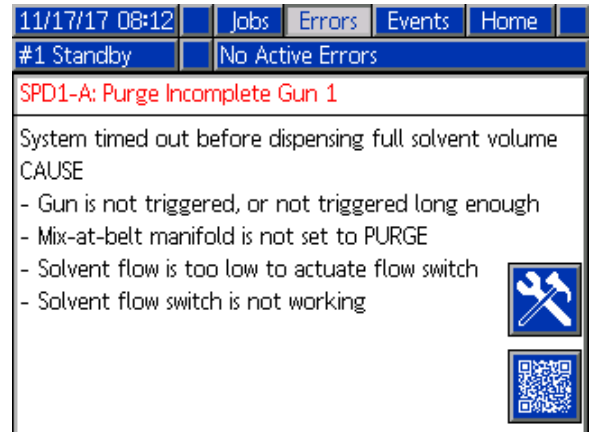 11/17/17 08:12 Jobs Errors Events Home
#1 Standby No Active Errors
SPD1-A: Purge Incomplete Gun 1
System timed out before dispensing full solvent volume
CAUSE
- Gun is not triggered, or not triggered long enough
- Mix-at-belt manifold is not set to PURGE
- Solvent flow is too low to actuate flow switch
- Solvent flow switch is not working